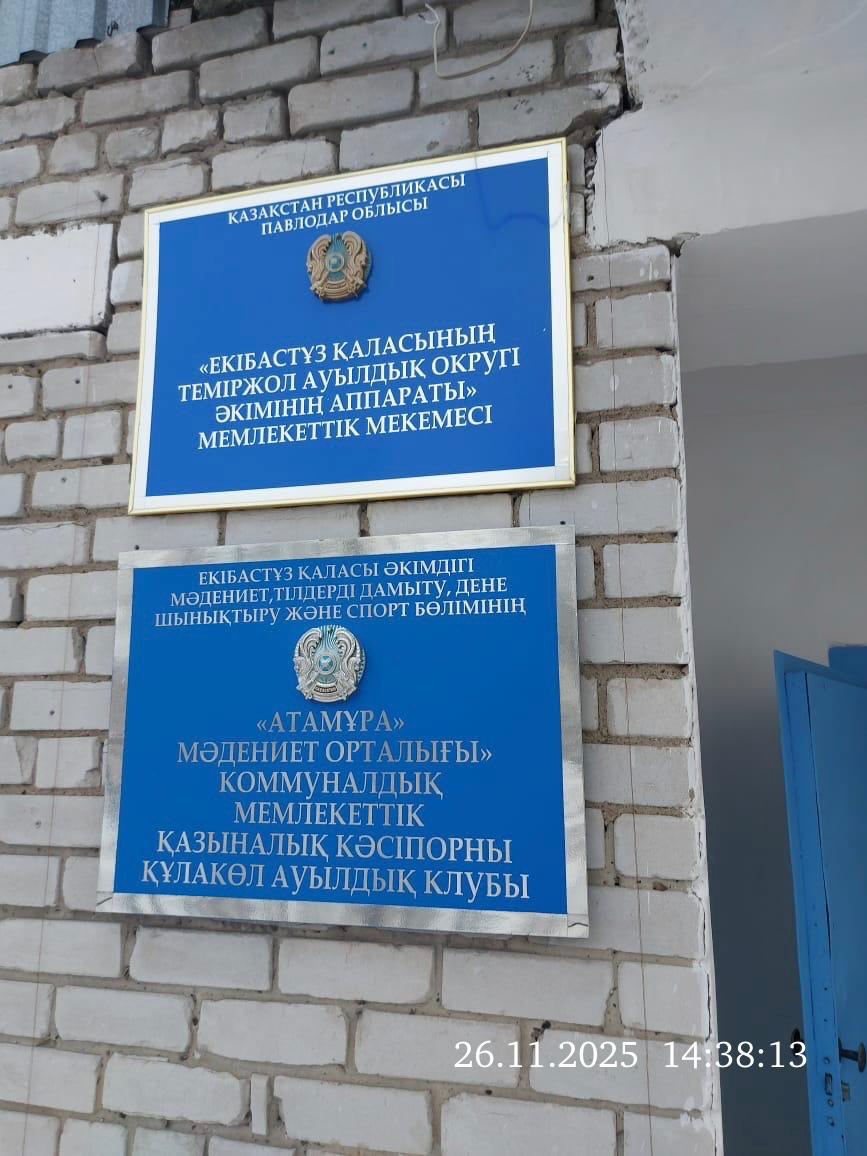 ҚАЗАҚСТАН РЕСПУБЛИКАСЫ
ПАВЛОДАР ОБЛЫСЫ
«ЕКІБАСТҰЗ ҚАЛАСЫНЫҢ
ТЕМІРЖОЛ АУЫЛДЫҚ ОКРУГІ
ӘКІМІНІҢ АППАРАТЫ»
МЕМЛЕКЕТТІК МЕКЕМЕСІ
ЕКІБАСТҰЗ ҚАЛАСЫ ӘКІМДІГІ
МӘДЕНИЕТ,ТІЛДЕРДІ ДАМЫТУ, ДЕНЕ
ШЫНЫҚТЫРУ ЖӘНЕ СПОРТ БӨЛІМІНІҢ
«АТАМҰРА»
МӘДЕНИЕТ ОРТАЛЫҒЫ»
КОММУНАЛДЫҚ
МЕМЛЕКЕТТІК
ҚАЗЫНАЛЫҚ КӘСІПОРНЫ
ҚҰЛАКӨЛ АУЫЛДЫҚ КЛУБЫ
26.11.2025 14:38:13